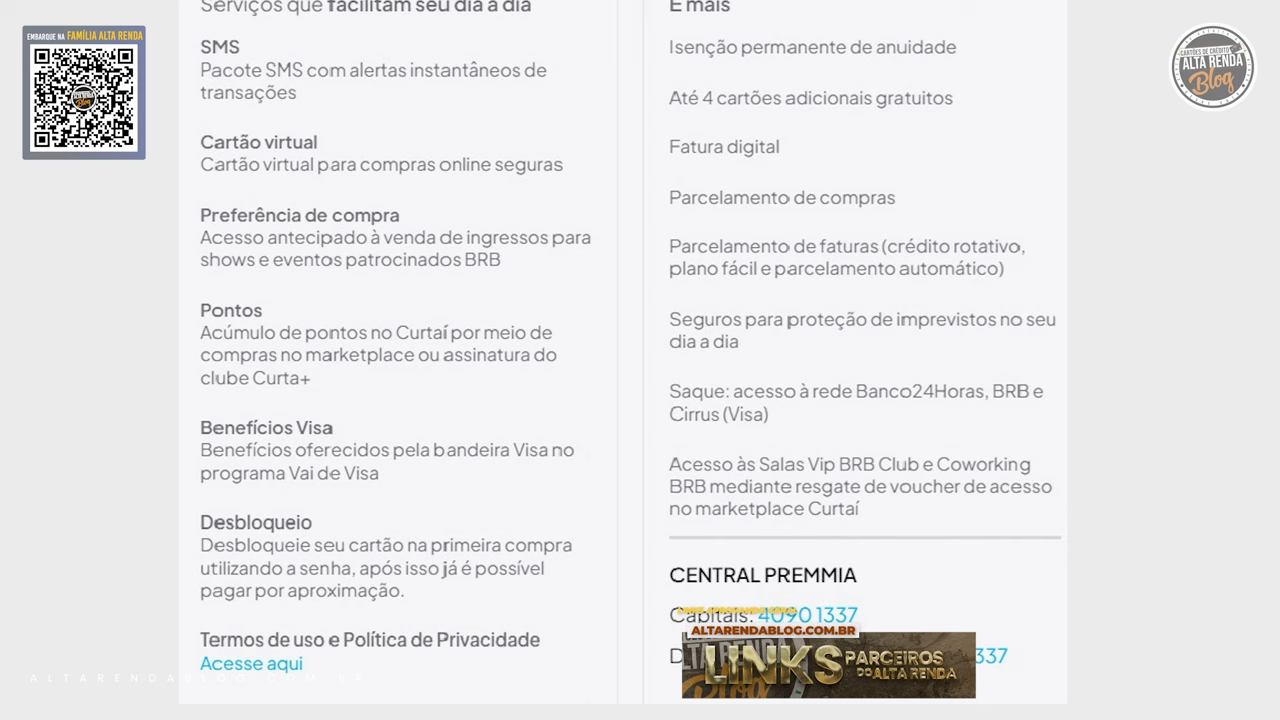 EMBARQUE NA FAMÍLIA ALTA RENDA
Serviços que facilitam seu dia a dia
SMS
Pacote SMS com alertas instantâneos de
transações
Cartão virtual
Cartão virtual para compras online seguras
Preferência de compra
Acesso antecipado à venda de ingressos para
shows e eventos patrocinados BRB
Pontos
Acúmulo de pontos no Curtaí por meio de
compras no marketplace ou assinatura do
clube Curta+
Benefícios Visa
Benefícios oferecidos pela bandeira Visa no
programa Vai de Visa
Desbloqueio
Desbloqueie seu cartão na primeira compra
utilizando a senha, após isso já é possível
pagar por aproximação.
Termos de uso e Política de Privacidade
Acesse aqui
ALTARENDABLOG.COM.BR
E mais
Isenção permanente de anuidade
Até 4 cartões adicionais gratuitos
Fatura digital
Parcelamento de compras
Parcelamento de faturas (crédito rotativo,
plano fácil e parcelamento automático)
Seguros para proteção de imprevistos no seu
dia a dia
Saque: acesso à rede Banco24Horas, BRB e
Cirrus (Visa)
Acesso às Salas Vip BRB Club e Coworking
BRB mediante resgate de voucher de acesso
no marketplace Curtaí
CENTRAL PREMMIA
Capitais: 4090 1337
ALTARENDABLOG.COM.BR
D 337
LINKS PARCEIROS
DO ALTA RENDA
CARTÕES DE CRÉDITO
ALTA RENDA
Blog